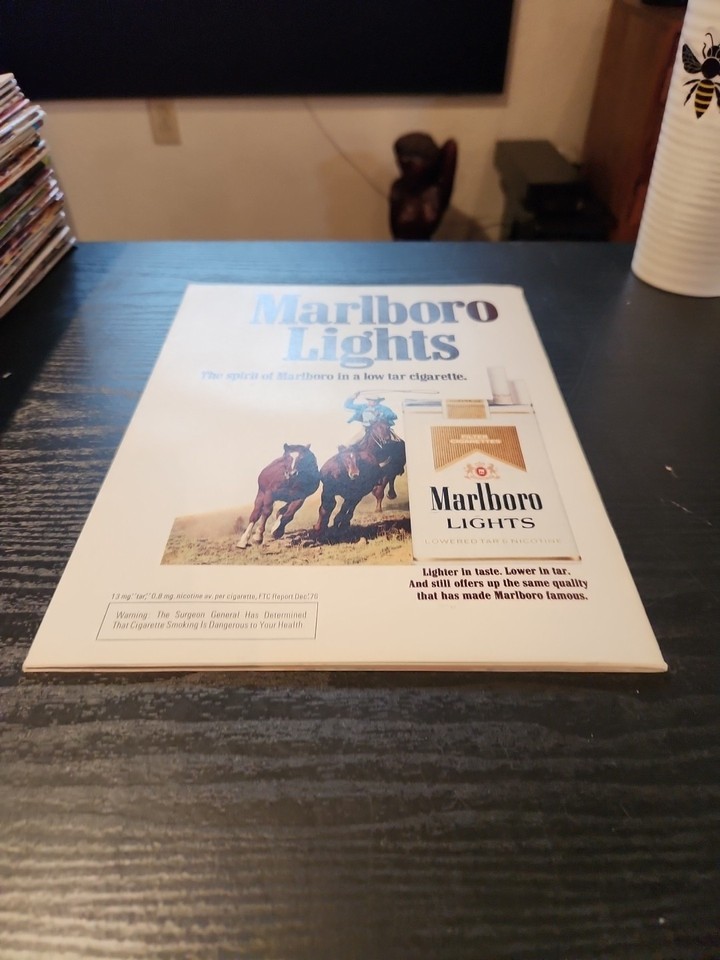 Marlboro
Lights
The spirit of Marlboro in a low tar cigarette.
FILTER
CIGARETTES
Marlboro
LIGHTS
LOWERED TAR & NICOTINE
Lighter in taste. Lower in tar.
And still offers up the same quality
that has made Marlboro famous.
13 mg."tar," 0.8 mg. nicotine av. per cigarette, FTC Report Dec.'76
Warning: The Surgeon General Has Determined
That Cigarette Smoking Is Dangerous to Your Health.